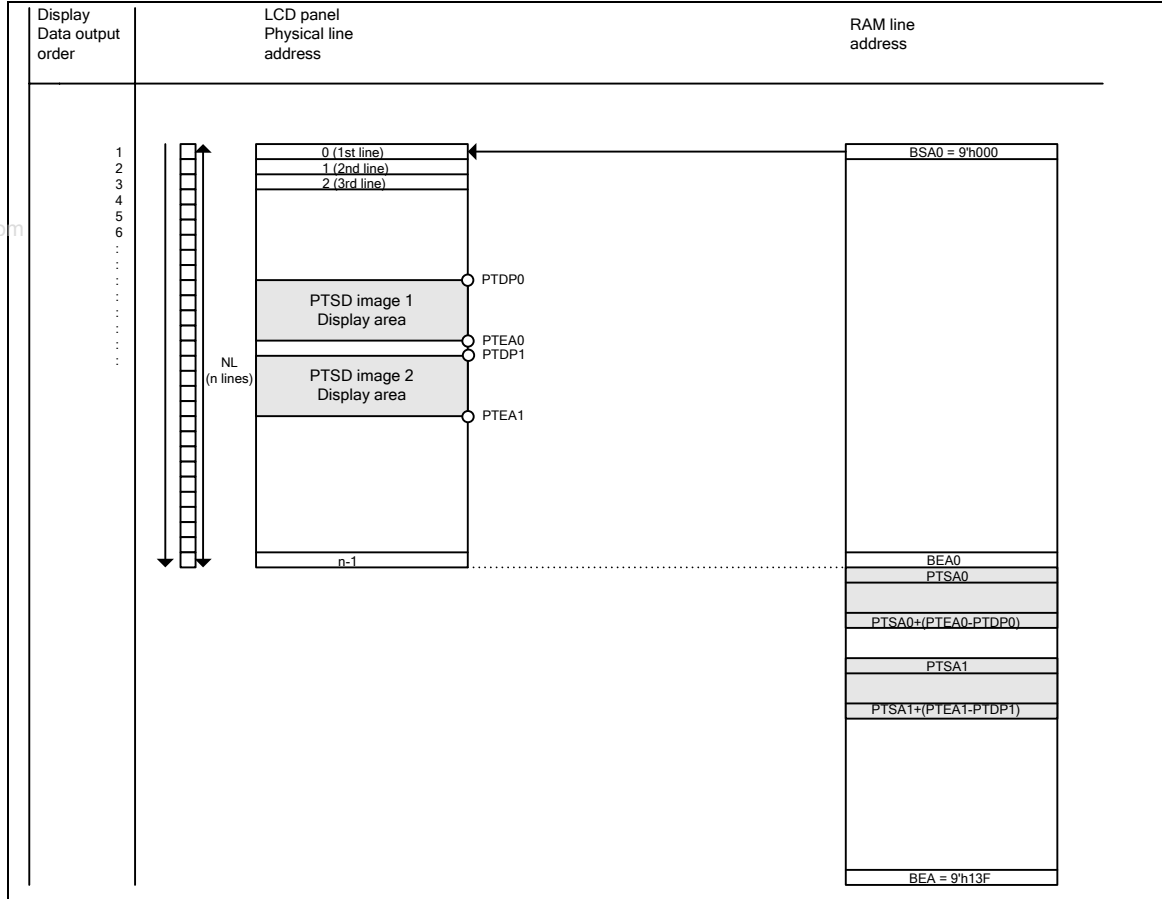 Display
Data output
order
LCD panel
Physical line
address
RAM line
address
1
2
3
4
5
6
:
:
:
:
:
:
:
:
om
NL
(n lines)
0 (1st line)
1 (2nd line)
2 (3rd line)
PTDP0
PTSD image 1
Display area
PTEA0
PTDP1
PTSD image 2
Display area
PTEA1
n-1
BSA0 = 9'h000
BEA0
PTSA0
PTSA0+(PTEA0-PTDP0)
PTSA1
PTSA1+(PTEA1-PTDP1)
BEA = 9'h13F